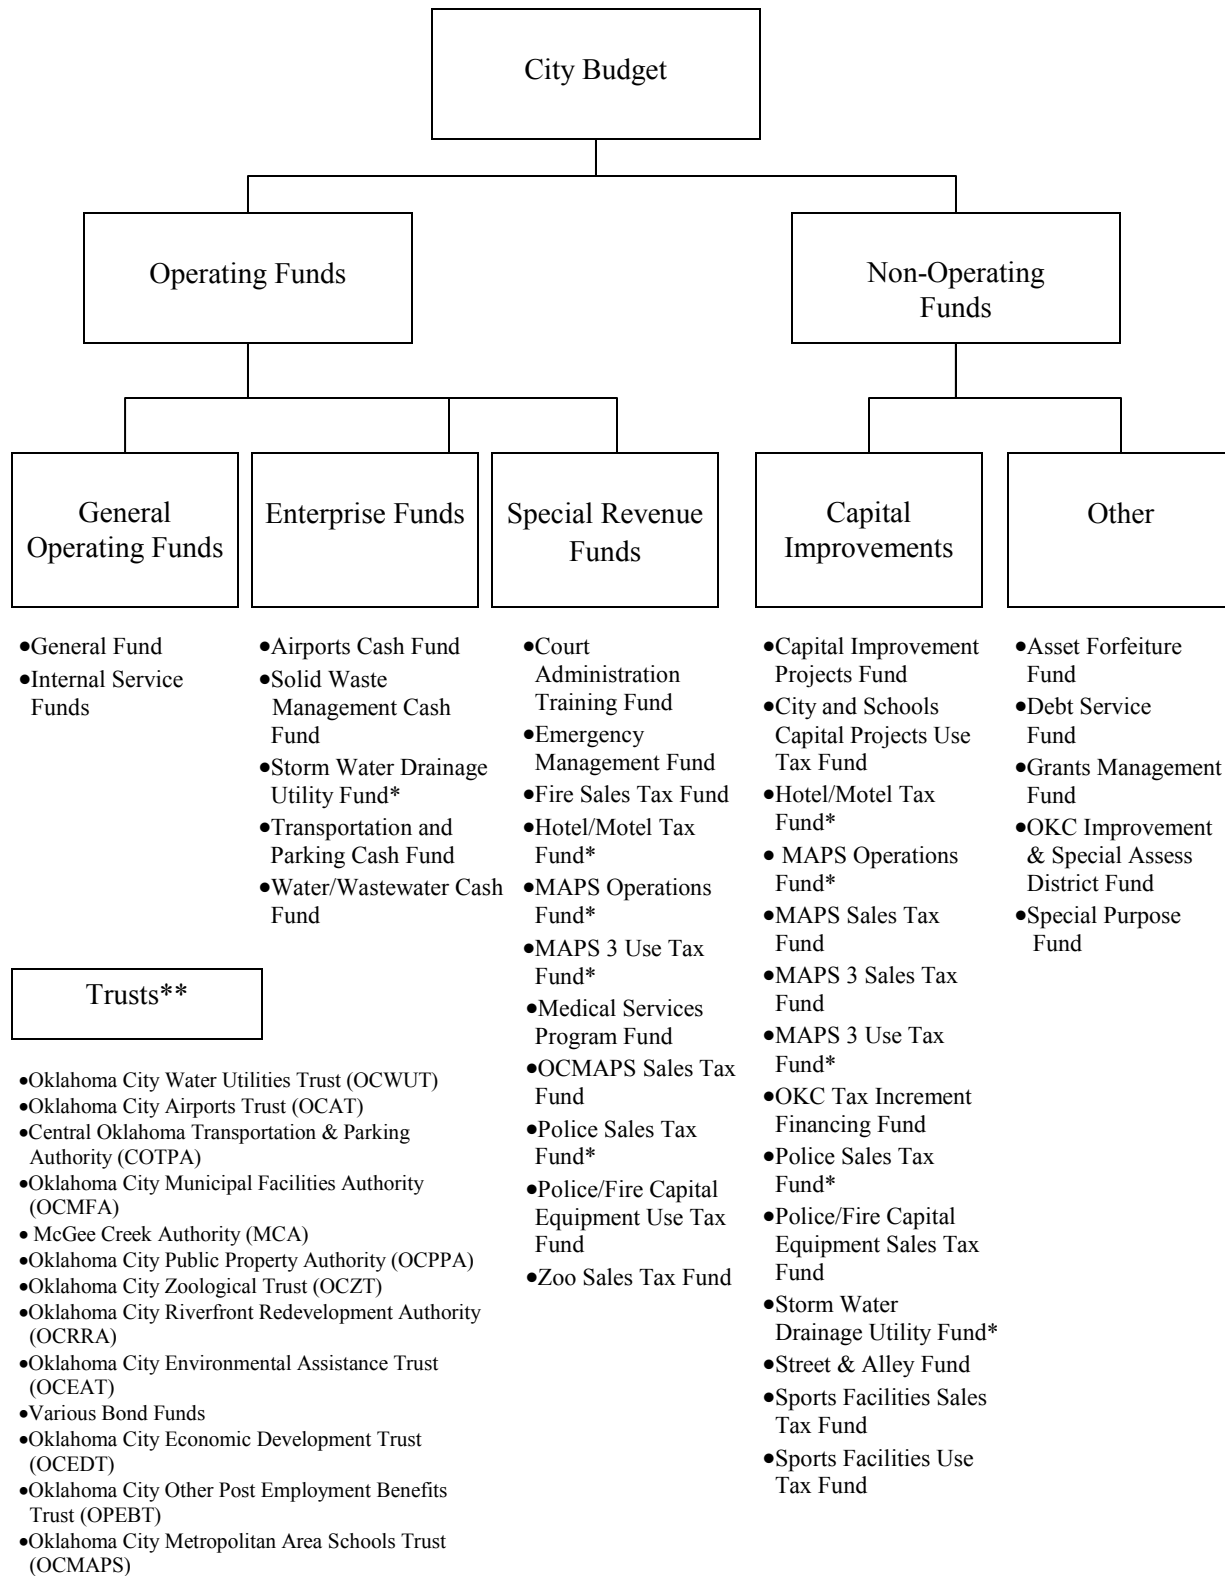 City Budget
Operating Funds
Non-Operating
Funds
General
Operating Funds
Enterprise Funds
Special Revenue
Funds
Capital
Improvements
Other
•General Fund
•Internal Service
Funds
•Airports Cash Fund
•Solid Waste
Management Cash
Fund
•Storm Water Drainage
Utility Fund*
•Transportation and
Parking Cash Fund
•Water/Wastewater Cash
Fund
•Court
Administration
Training Fund
•Emergency
Management Fund
•Fire Sales Tax Fund
•Hotel/Motel Tax
Fund*
•MAPS Operations
Fund*
•MAPS 3 Use Tax
Fund*
•Medical Services
Program Fund
•OCMAPS Sales Tax
Fund
•Police Sales Tax
Fund*
•Police/Fire Capital
Equipment Use Tax
Fund
•Zoo Sales Tax Fund
•Capital Improvement
Projects Fund
•City and Schools
Capital Projects Use
Tax Fund
•Hotel/Motel Tax
Fund*
• MAPS Operations
Fund*
•MAPS Sales Tax
Fund
•MAPS 3 Sales Tax
Fund
•MAPS 3 Use Tax
Fund*
•OKC Tax Increment
Financing Fund
•Police Sales Tax
Fund*
•Police/Fire Capital
Equipment Sales Tax
Fund
•Storm Water
Drainage Utility Fund*
•Street & Alley Fund
•Sports Facilities Sales
Tax Fund
•Sports Facilities Use
Tax Fund
•Asset Forfeiture
Fund
•Debt Service
Fund
•Grants Management
Fund
•OKC Improvement
& Special Assess
District Fund
•Special Purpose
Fund
Trusts**
•Oklahoma City Water Utilities Trust (OCWUT)
•Oklahoma City Airports Trust (OCAT)
•Central Oklahoma Transportation & Parking
Authority (COTPA)
•Oklahoma City Municipal Facilities Authority
(OCMFA)
• McGee Creek Authority (MCA)
•Oklahoma City Public Property Authority (OCPPA)
•Oklahoma City Zoological Trust (OCZT)
•Oklahoma City Riverfront Redevelopment Authority
(OCRRA)
•Oklahoma City Environmental Assistance Trust
(OCEAT)
•Various Bond Funds
•Oklahoma City Economic Development Trust
(OCEDT)
•Oklahoma City Other Post Employment Benefits
Trust (OPEBT)
•Oklahoma City Metropolitan Area Schools Trust
(OCMAPS)